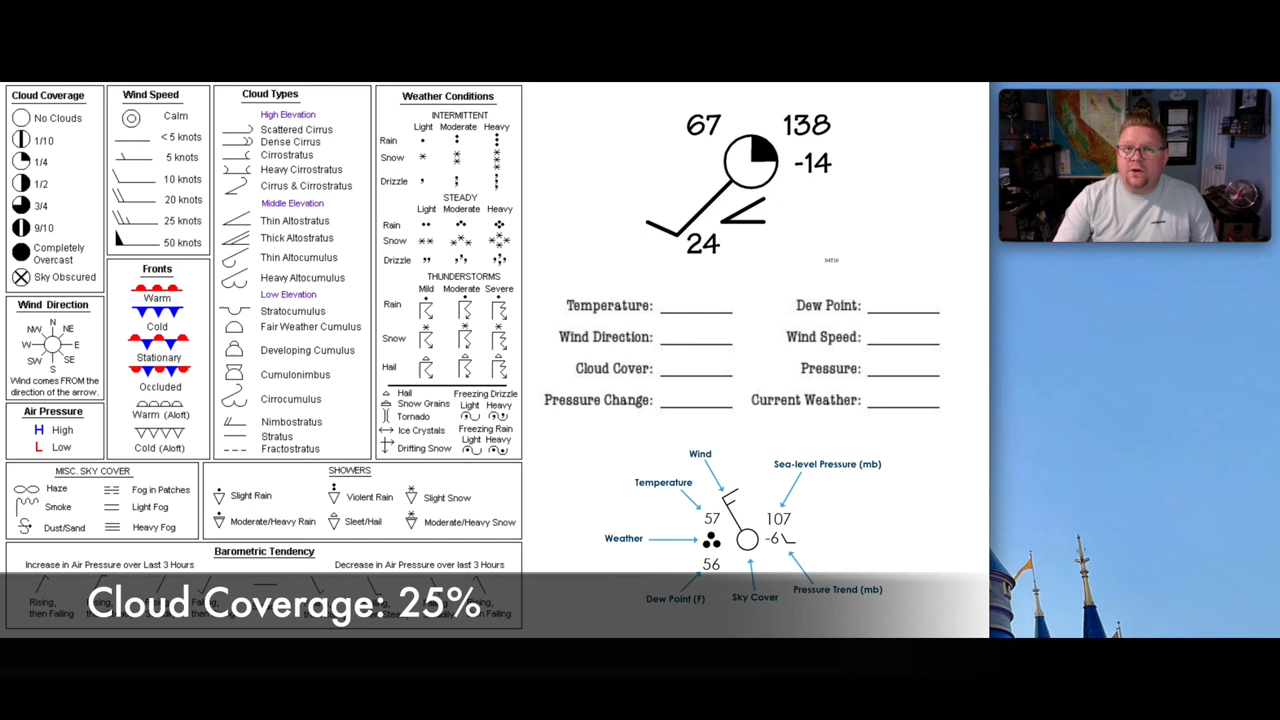 Cloud Coverage
No Clouds
1/10
1/4
1/2
3/4
9/10
Completely
Overcast
Sky Obscured
Wind Direction
N
NW
NE
W
E
SW
SE
S
Wind comes FROM the
direction of the arrow.
Air Pressure
H High
L Low
Wind Speed
Calm
< 5 knots
5 knots
10 knots
20 knots
25 knots
50 knots
Fronts
Warm
Cold
Stationary
Occluded
Warm (Aloft)
Cold (Aloft)
Cloud Types
High Elevation
Scattered Cirrus
Dense Cirrus
Cirrostratus
Heavy Cirrostratus
Cirrus & Cirrostratus
Middle Elevation
Thin Altostratus
Thick Altostratus
Thin Altocumulus
Heavy Altocumulus
Low Elevation
Stratocumulus
Fair Weather Cumulus
Developing Cumulus
Cumulonimbus
Cirrocumulus
Nimbostratus
Stratus
Fractostratus
Weather Conditions
INTERMITTENT
Light Moderate Heavy
Rain
Snow
Drizzle
STEADY
Light Moderate Heavy
Rain
Snow
Drizzle
THUNDERSTORMS
Mild Moderate Severe
Rain
Snow
Hail
Hail
Snow Grains
Tornado
Ice Crystals
Drifting Snow
Freezing Drizzle
Light Heavy
Freezing Rain
Light Heavy
MISC. SKY COVER
Haze
Smoke
Dust/Sand
Fog in Patches
Light Fog
Heavy Fog
SHOWERS
Slight Rain
Violent Rain
Slight Snow
Moderate/Heavy Rain
Sleet/Hail
Moderate/Heavy Snow
Barometric Tendency
Increase in Air Pressure over Last 3 Hours
Decrease in Air Pressure over last 3 Hours
Rising,
then Falling
Cloud Coverage: 25%
67
138
-14
24
Temperature:
Dew Point:
Wind Direction:
Wind Speed:
Cloud Cover:
Pressure:
Pressure Change:
Current Weather:
Wind
Sea-level Pressure (mb)
Temperature
57
107
Weather
-6
56
Dew Point (F)
Sky Cover
Pressure Trend (mb)